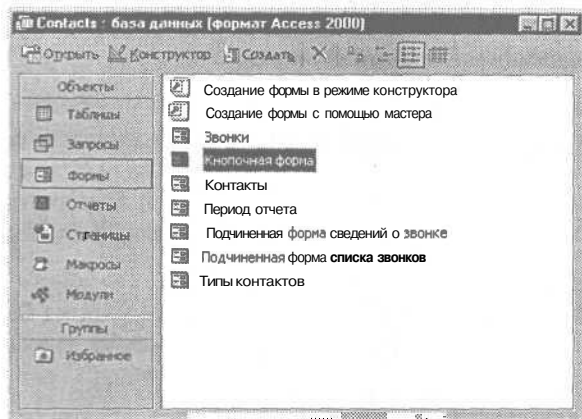 Contacts : база данных (формат Access 2000)
Открыть Конструктор Создать
Объекты
Таблицы
Запросы
Формы
Отчеты
Страницы
Макросы
Модули
Группы
Избранное
Создание формы в режиме конструктора
Создание формы с помощью мастера
Звонки
Кнопочная форма
Контакты
Период отчета
Подчиненная форма сведений о звонке
Подчиненная форма списка звонков
Типы контактов